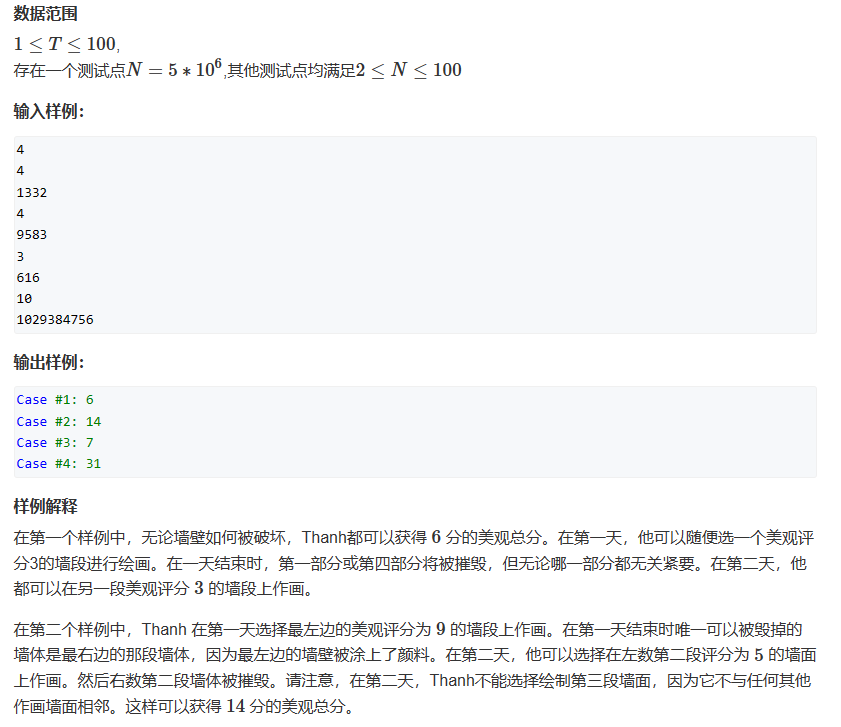 数据范围
1 ≤ T ≤ 100,
存在一个测试点N = 5 * 10^6,其他测试点均满足2 ≤ N ≤ 100
输入样例：
4
4
1332
4
9583
3
616
10
1029384756
输出样例：
Case #1: 6
Case #2: 14
Case #3: 7
Case #4: 31
样例解释
在第一个样例中，无论墙壁如何被破坏，Thanh都可以获得 6 分的美观总分。在第一天，他可以随便选一个美观评
分3的墙段进行绘画。在一天结束时，第一部分或第四部分将被摧毁，但无论哪一部分都无关紧要。在第二天，他
都可以在另一段美观评分 3 的墙段上作画。
在第二个样例中，Thanh 在第一天选择最左边的美观评分为 9 的墙段上作画。在第一天结束时唯一可以被毁掉的
墙体是最右边的那段墙体，因为最左边的墙壁被涂上了颜料。在第二天，他可以选择在左数第二段评分为 5 的墙面
上作画。然后右数第二段墙体被摧毁。请注意，在第二天，Thanh不能选择绘制第三段墙面，因为它不与任何其他
作画墙面相邻。这样可以获得 14 分的美观总分。